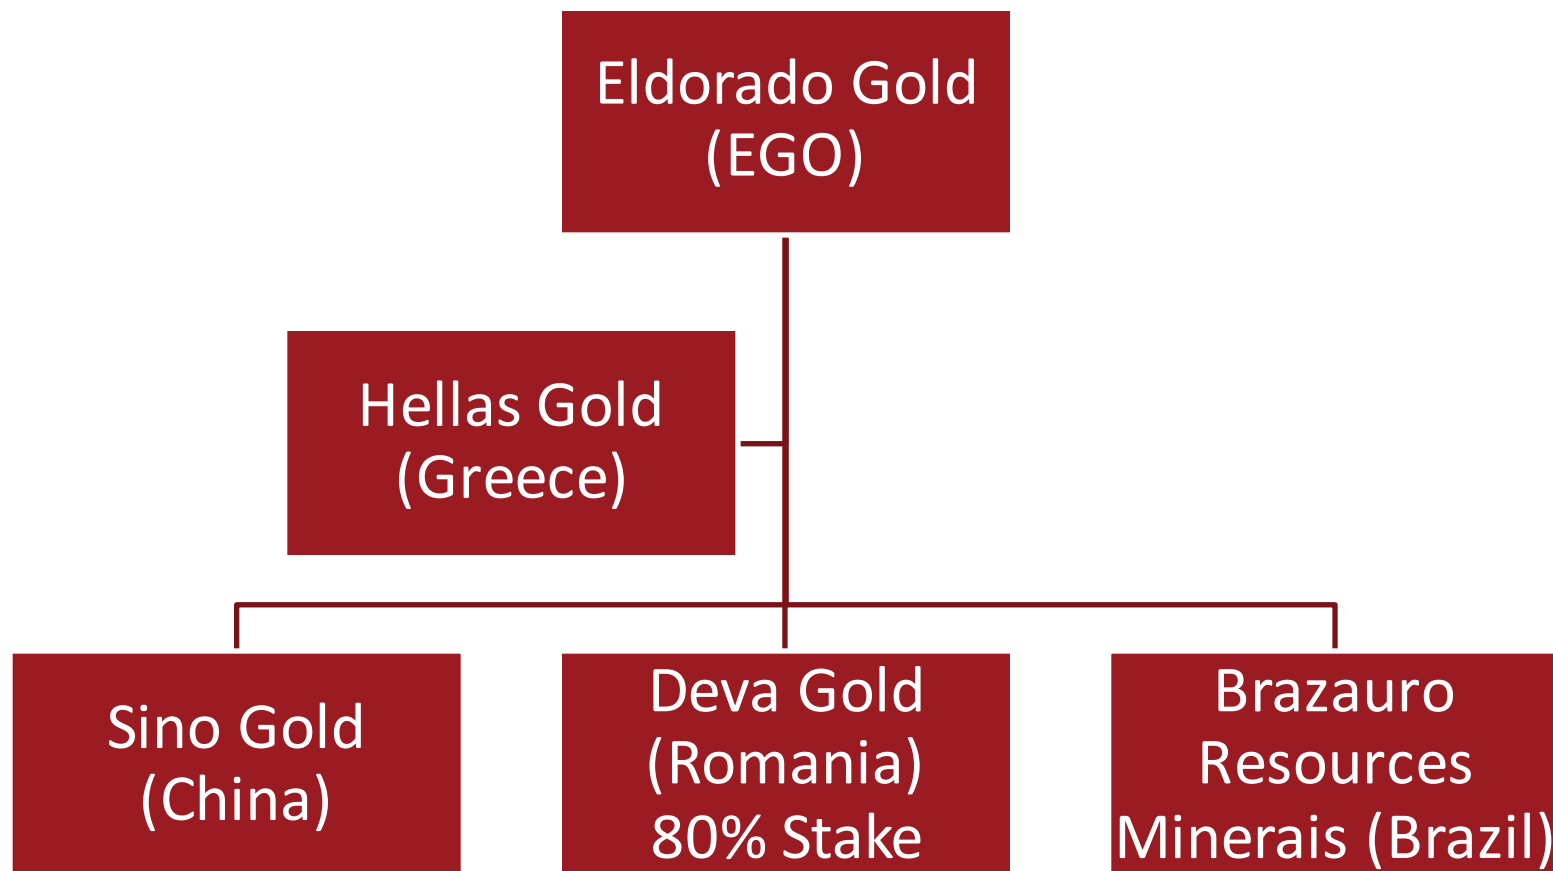 Eldorado Gold
(EGO)
Hellas Gold
(Greece)
Sino Gold
(China)
Deva Gold
(Romania)
80% Stake
Brazauro
Resources
Minerais (Brazil)